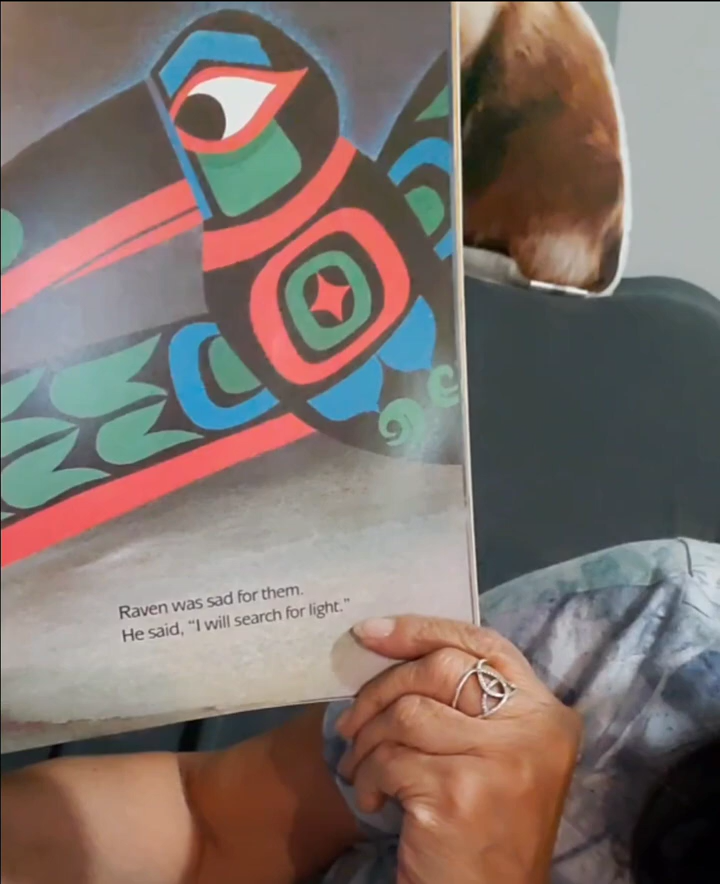 Raven was sad for them.
He said, “I will search for light.”